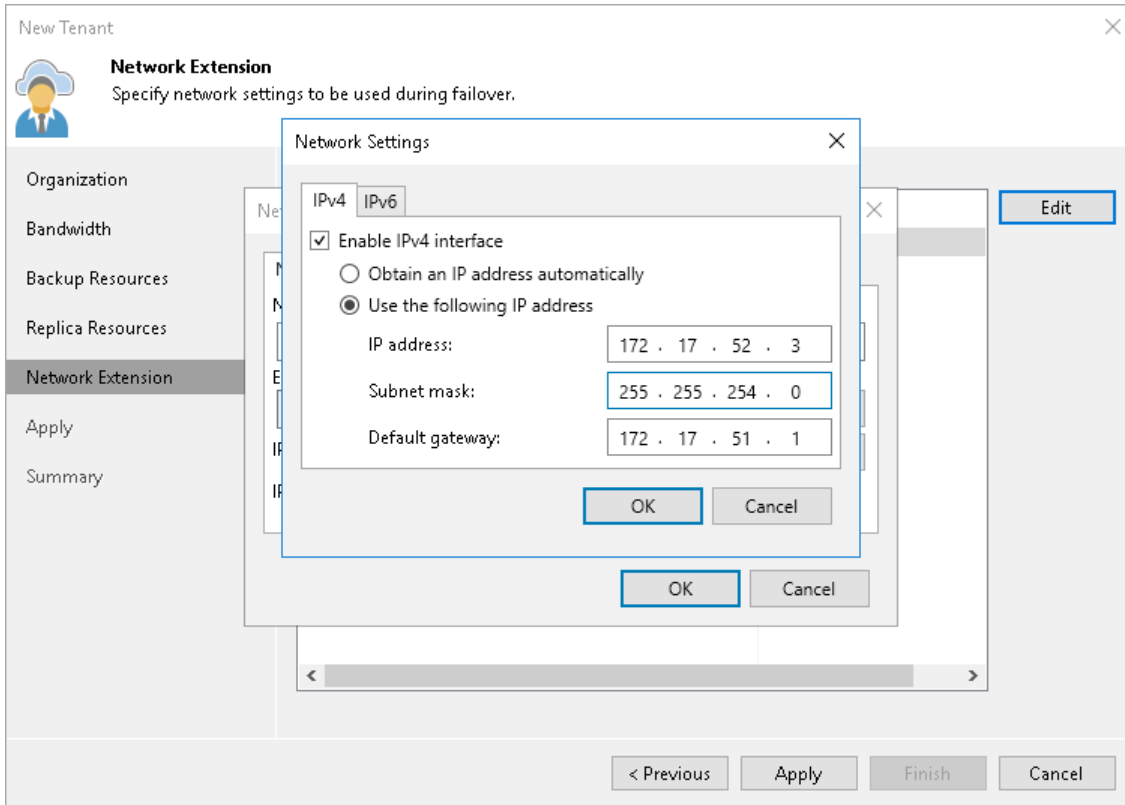 New Tenant
Network Extension
Specify network settings to be used during failover.
Organization
Bandwidth
Backup Resources
Replica Resources
Network Extension
Apply
Summary
Ne
N
N
E
IP
IP
Edit
Network Settings
IPv4 IPv6
Enable IPv4 interface
Obtain an IP address automatically
Use the following IP address
IP address: 172 . 17 . 52 . 3
Subnet mask: 255 . 255 . 254 . 0
Default gateway: 172 . 17 . 51 . 1
OK Cancel
OK Cancel
< Previous Apply Finish Cancel